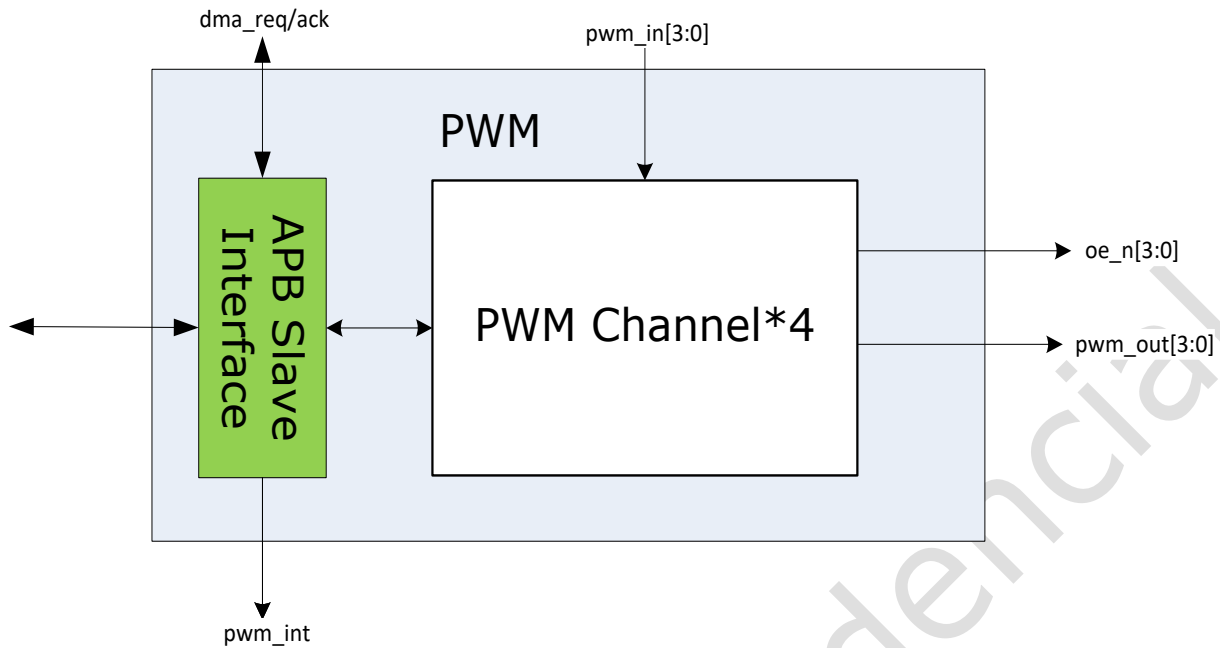 dma_req/ack
pwm_in[3:0]
PWM
APB Slave
Interface
PWM Channel*4
oe_n[3:0]
pwm_out[3:0]
pwm_int
dencial